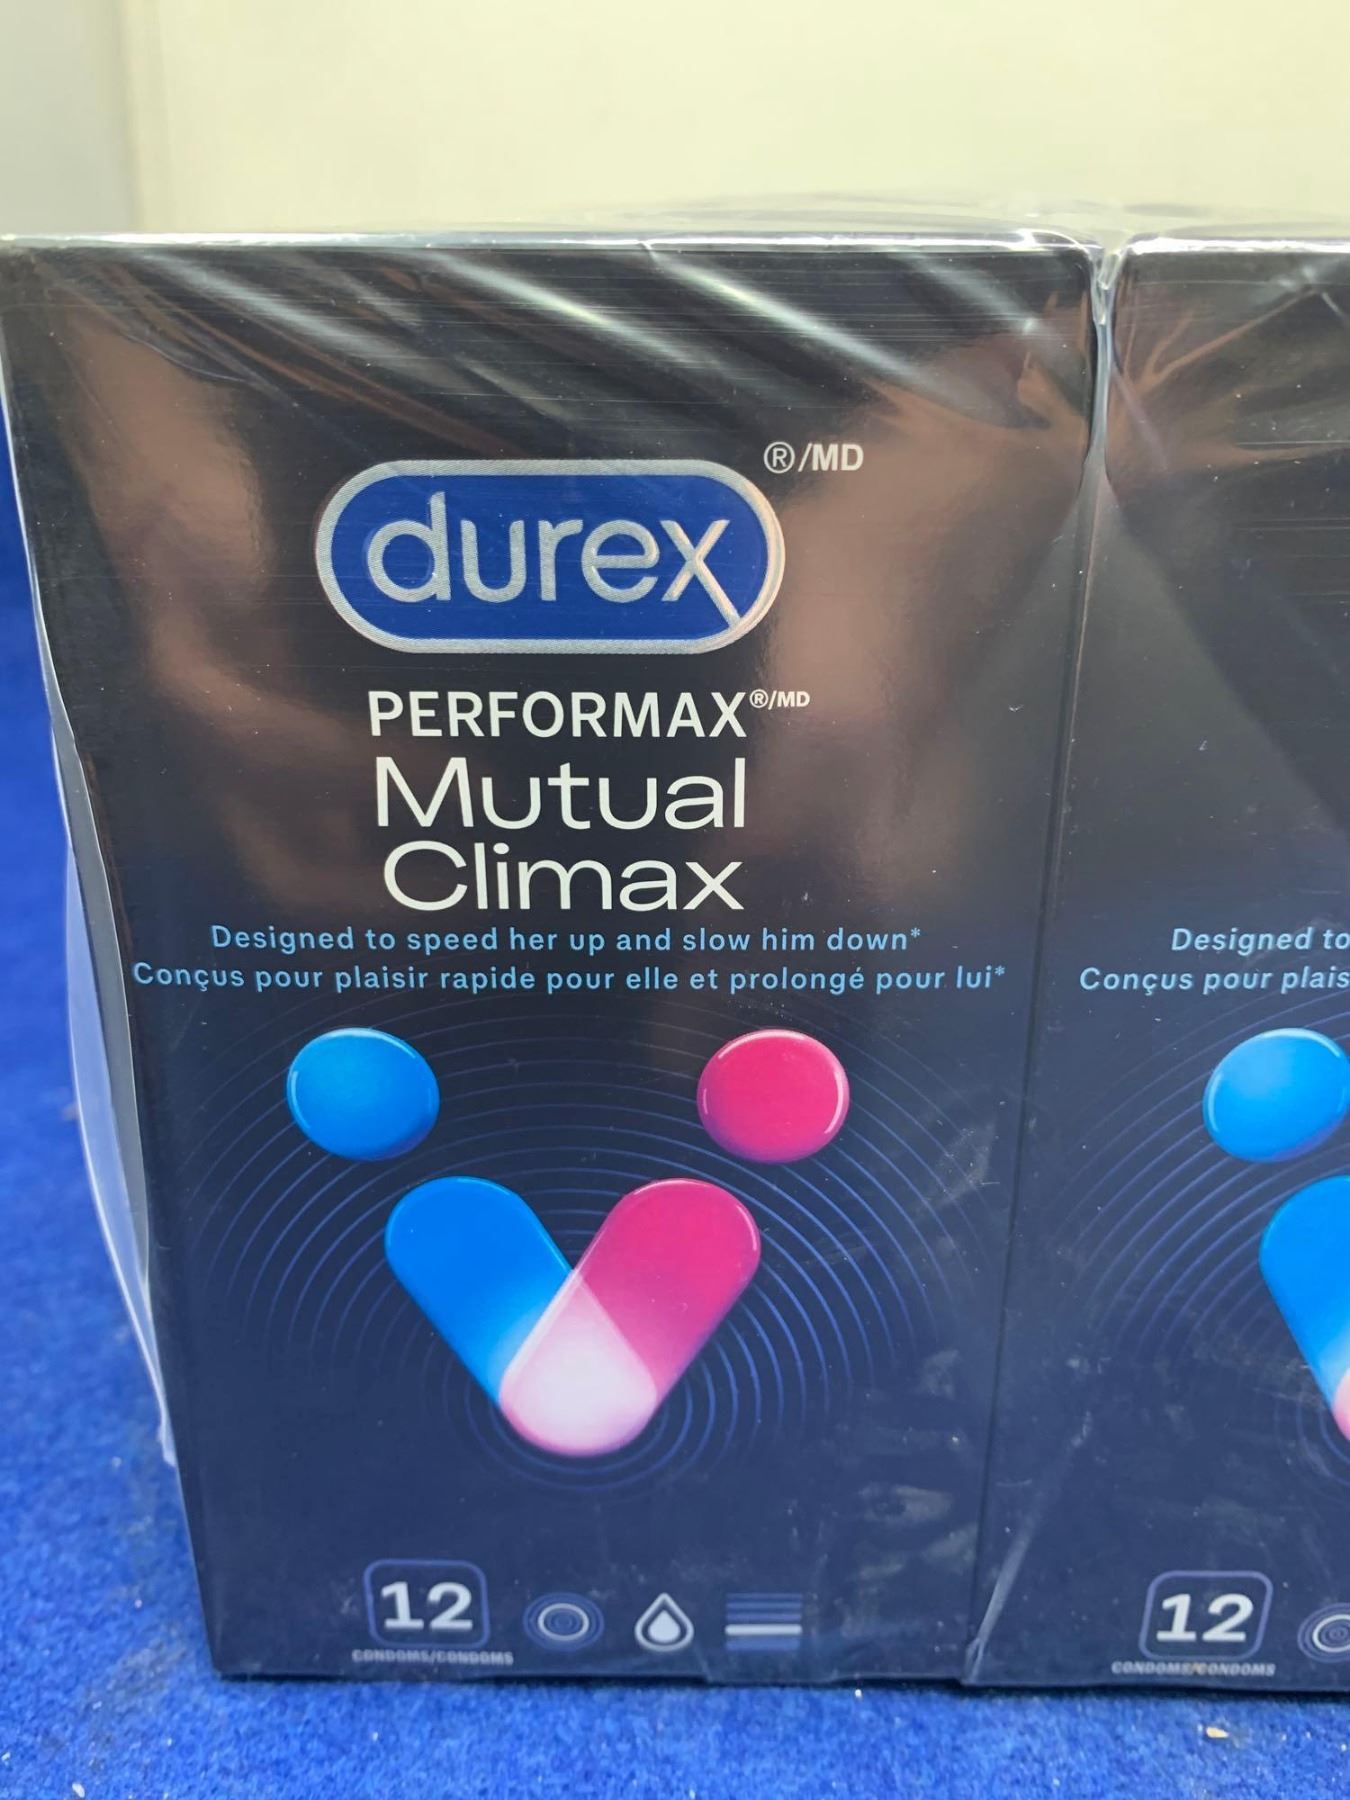 ®/MD
durex
PERFORMAX®/MD
Mutual
Climax
Designed to speed her up and slow him down*
Conçus pour plaisir rapide pour elle et prolongé pour lui*
12
CONDOMS/CONDOMS
Designed to
Conçus pour plais
12
CONDOMS/CONDOMS